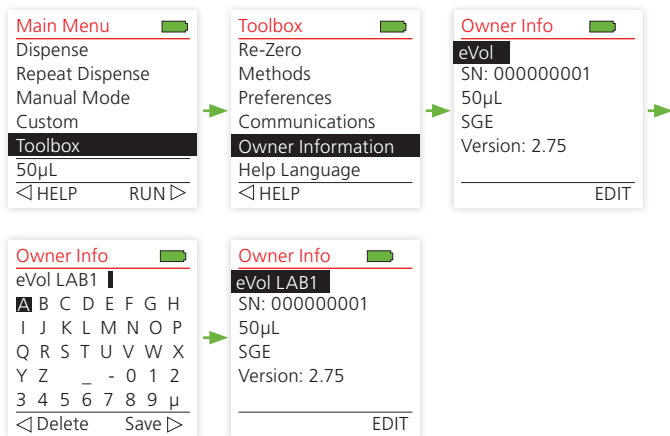 Main Menu
Dispense
Repeat Dispense
Manual Mode
Custom
Toolbox
50µL
HELP RUN
Toolbox
Re-Zero
Methods
Preferences
Communications
Owner Information
Help Language
HELP
Owner Info
eVol
SN: 000000001
50µL
SGE
Version: 2.75
EDIT
Owner Info
eVol LAB1
A B C D E F G H
I J K L M N O P
Q R S T U V W X
Y Z _ - 0 1 2
3 4 5 6 7 8 9 µ
Delete Save
Owner Info
eVol LAB1
SN: 000000001
50µL
SGE
Version: 2.75
EDIT